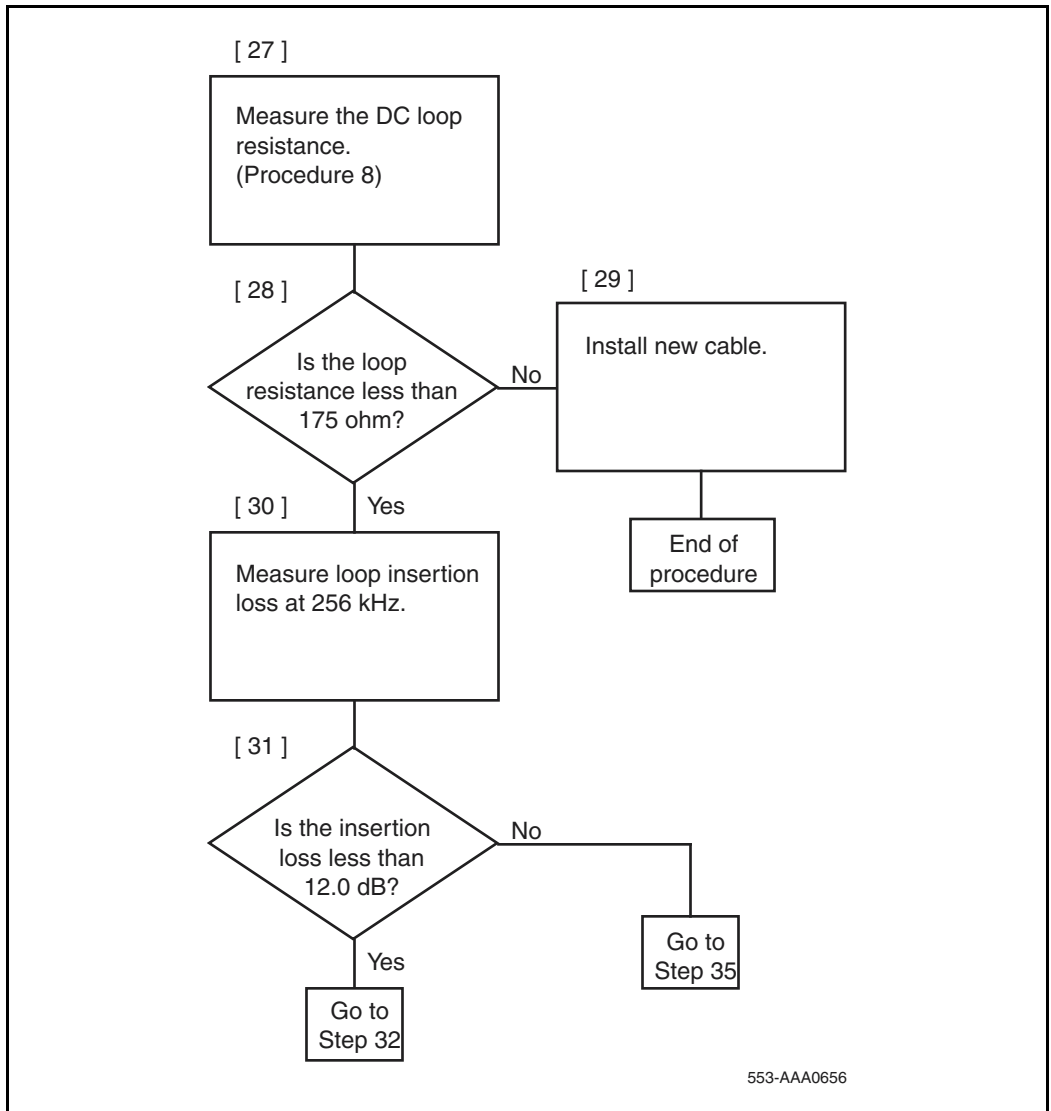 [ 27 ]
Measure the DC loop
resistance.
(Procedure 8)
[ 28 ]
Is the loop
resistance less than
175 ohm?
No
[ 29 ]
Install new cable.
End of
procedure
Yes
[ 30 ]
Measure loop insertion
loss at 256 kHz.
[ 31 ]
Is the insertion
loss less than
12.0 dB?
No
Go to
Step 35
Yes
Go to
Step 32
553-AAA0656